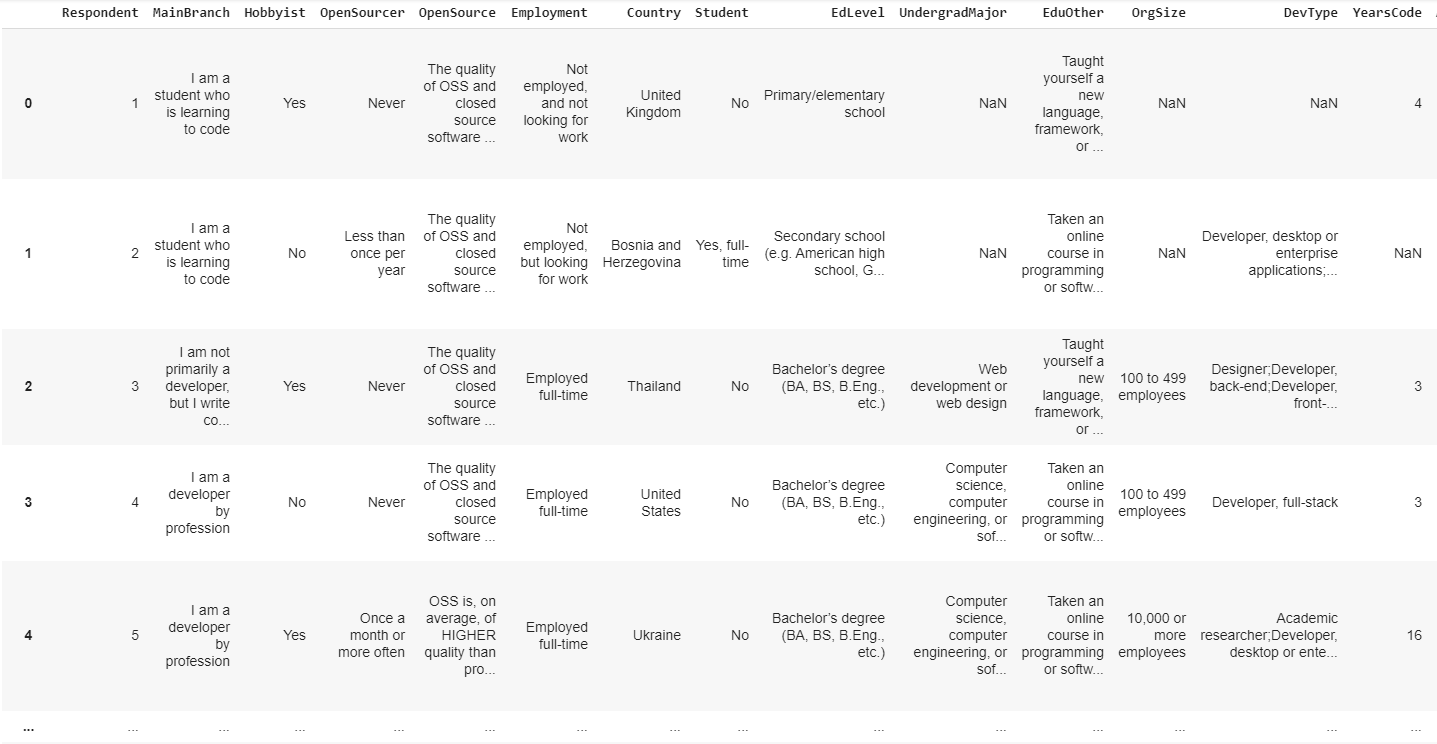 Respondent MainBranch Hobbyist OpenSourcer OpenSource Employment Country Student EdLevel UndergradMajor EduOther OrgSize DevType YearsCode
0
1
I am a
student who
is learning
to code
Yes
Never
The quality
of OSS and
closed
source
software ...
Not
employed,
and not
looking for
work
United
Kingdom
No
Primary/elementary
school
NaN
Taught
yourself a
new
language,
framework,
or ...
NaN
NaN
4
1
2
I am a
student who
is learning
to code
No
Less than
once per
year
The quality
of OSS and
closed
source
software ...
Not
employed,
but looking
for work
Bosnia and
Herzegovina
Yes, full-
time
Secondary school
(e.g. American high
school, G...
NaN
Taken an
online
course in
programming
or softw...
NaN
Developer, desktop or
enterprise
applications;...
NaN
2
3
I am not
primarily a
developer,
but I write
co...
Yes
Never
The quality
of OSS and
closed
source
software ...
Employed
full-time
Thailand
No
Bachelor’s degree
(BA, BS, B.Eng.,
etc.)
Web
development or
web design
Taught
yourself a
new
language,
framework,
or ...
100 to 499
employees
Designer;Developer,
back-end;Developer,
front-...
3
3
4
I am a
developer
by
profession
No
Never
The quality
of OSS and
closed
source
software ...
Employed
full-time
United
States
No
Bachelor’s degree
(BA, BS, B.Eng.,
etc.)
Computer
science,
computer
engineering, or
sof...
Taken an
online
course in
programming
or softw...
100 to 499
employees
Developer, full-stack
3
4
5
I am a
developer
by
profession
Yes
Once a
month or
more often
OSS is, on
average, of
HIGHER
quality than
pro...
Employed
full-time
Ukraine
No
Bachelor’s degree
(BA, BS, B.Eng.,
etc.)
Computer
science,
computer
engineering, or
sof...
Taken an
online
course in
programming
or softw...
10,000 or
more
employees
Academic
researcher;Developer,
desktop or ente...
16
... ... ... ... ... ... ... ... ... ... ... ... ... ... ...